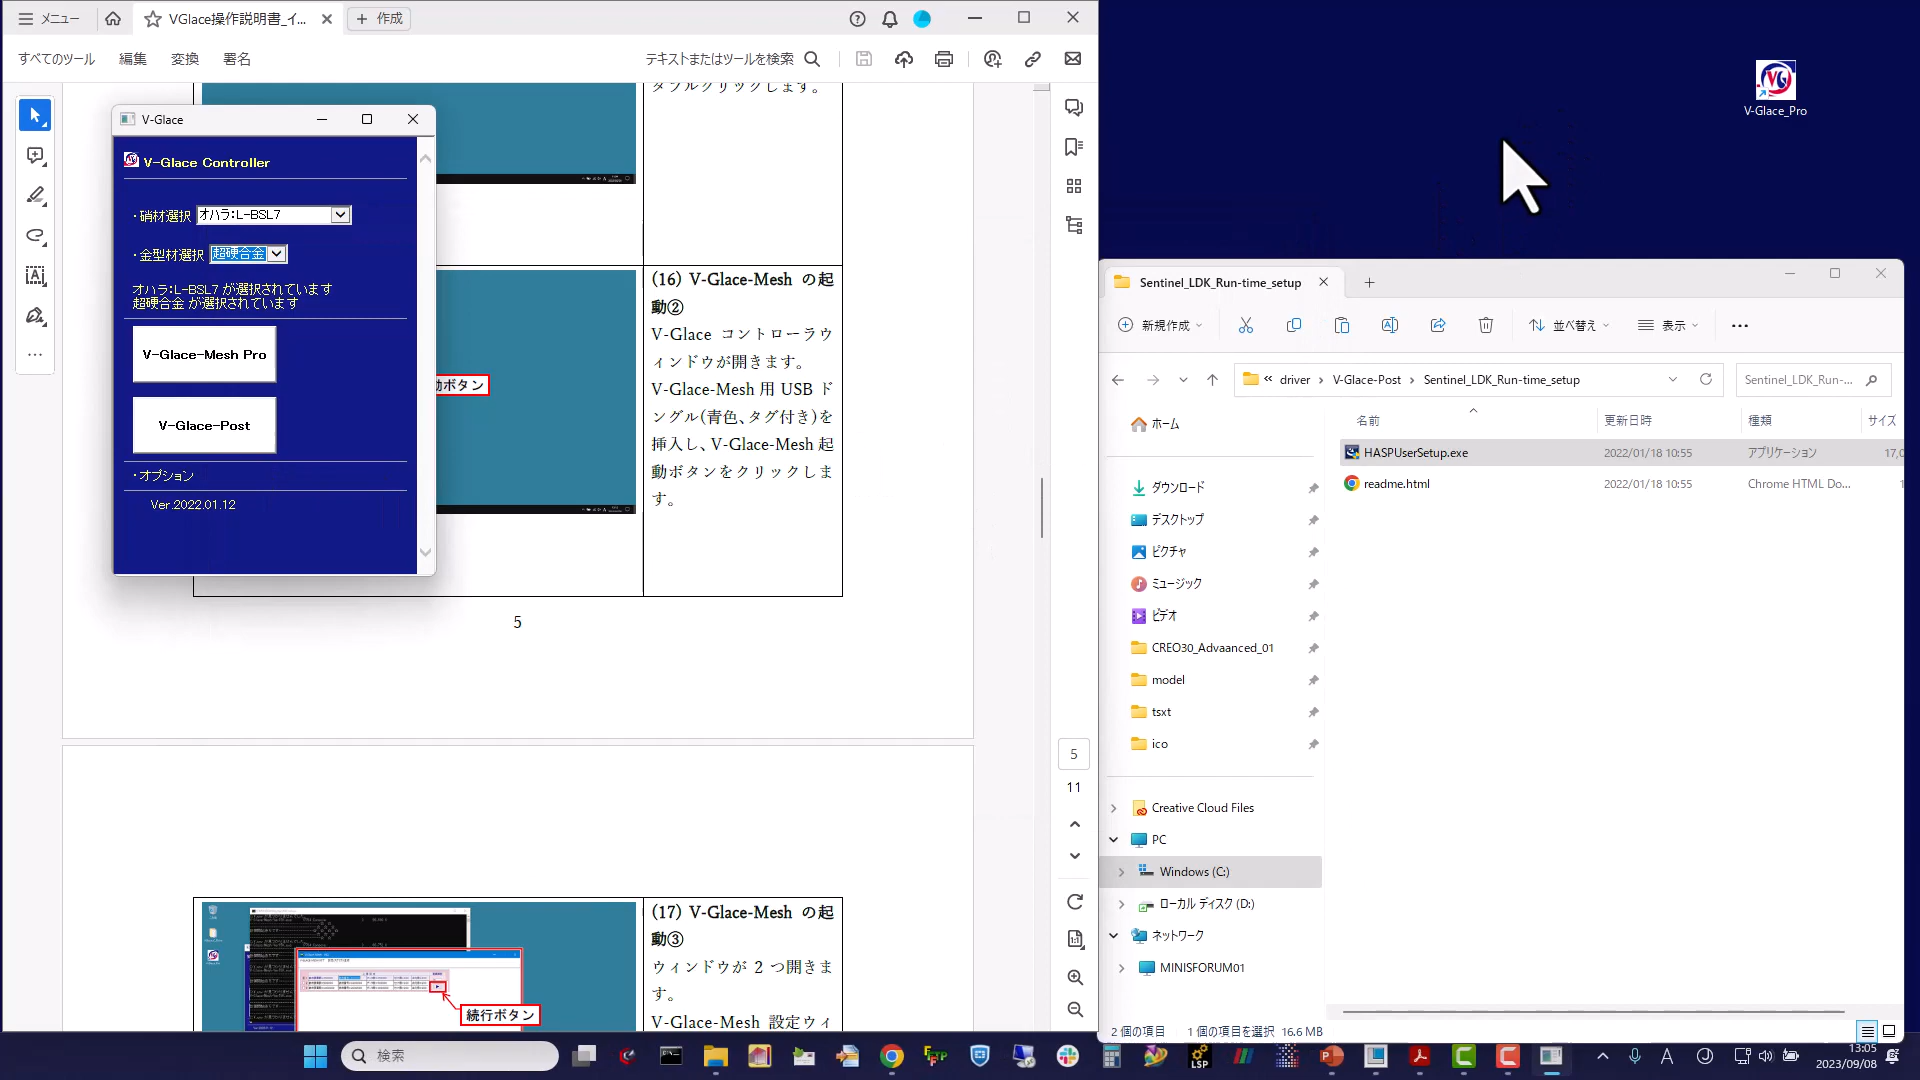 メニュー
VGlace操作説明書_イ...
作成
すべてのツール
編集
変換
署名
テキストまたはツールを検索
ダブルクリックします。
V-Glace
V-Glace Controller
・硝材選択
オハラ:L-BSL7
・金型材選択
超硬合金
オハラ:L-BSL7 が選択されています
超硬合金 が選択されています
V-Glace-Mesh Pro
V-Glace-Post
・オプション
Ver.2022.01.12
動ボタン
(16) V-Glace-Mesh の起
動②
V-Glace コントローラウ
ィンドウが開きます。
V-Glace-Mesh 用 USB ド
ングル(青色、タグ付き)を
挿入し、V-Glace-Mesh 起
動ボタンをクリックしま
す。
5
5
11
続行ボタン
(17) V-Glace-Mesh の起
動③
ウィンドウが 2 つ開きま
す。
V-Glace-Mesh 設定ウィ
V-Glace_Pro
Sentinel_LDK_Run-time_setup
新規作成
並べ替え
表示
«
driver
V-Glace-Post
Sentinel_LDK_Run-time_setup
Sentinel_LDK_Run-...
名前
更新日時
種類
サイズ
HASPUserSetup.exe
2022/01/18 10:55
アプリケーション
17,0
readme.html
2022/01/18 10:55
Chrome HTML Do...
1
ホーム
ダウンロード
デスクトップ
ピクチャ
ミュージック
ビデオ
CREO30_Advaanced_01
model
tsxt
ico
Creative Cloud Files
PC
Windows (C:)
ローカル ディスク (D:)
ネットワーク
MINISFORUM01
2 個の項目
1 個の項目を選択 16.6 MB
検索
LSP
A
13:05
2023/09/08